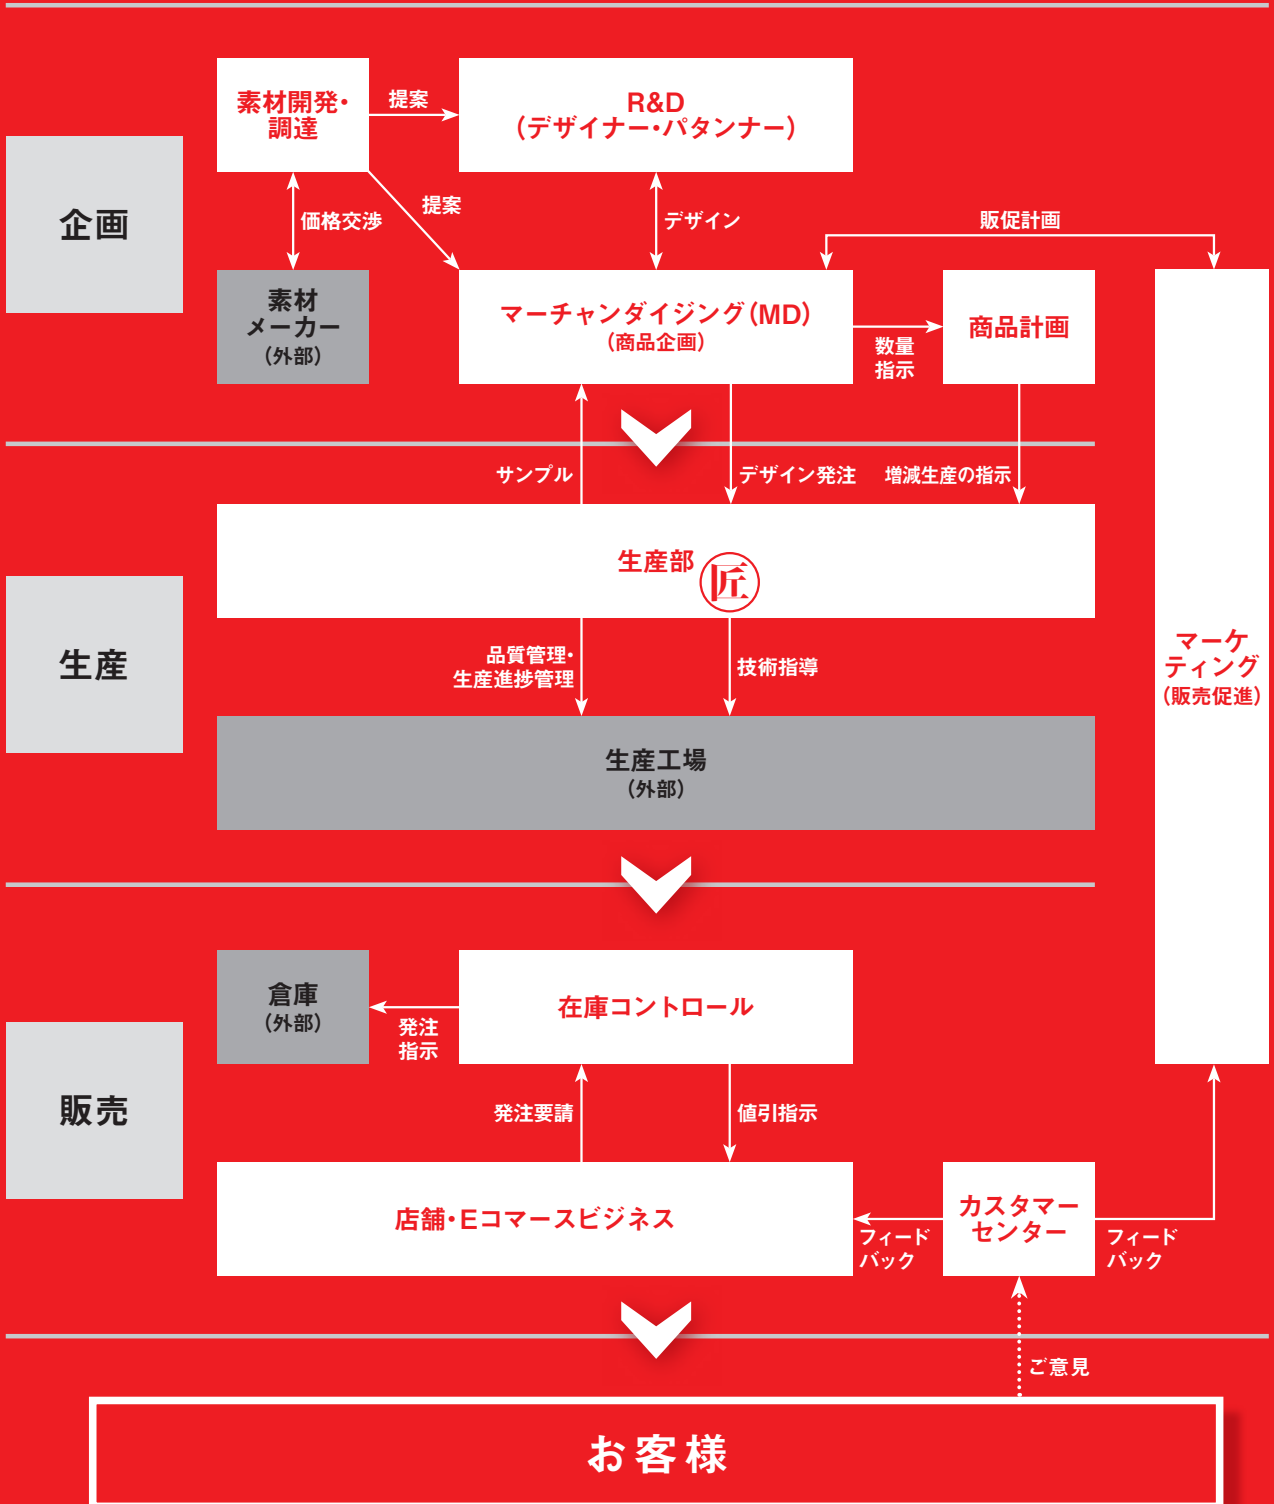 企画
素材開発・
調達
提案
R&D
（デザイナー・パタンナー）
価格交渉
提案
デザイン
販促計画
素材
メーカー
（外部）
マーチャンダイジング（MD）
（商品企画）
数量
指示
商品計画
サンプル
デザイン発注
増減生産の指示
生産
生産部
匠
品質管理・
生産進捗管理
技術指導
生産工場
（外部）
マーケ
ティング
（販売促進）
販売
倉庫
（外部）
発注
指示
在庫コントロール
発注要請
値引指示
店舗・Eコマースビジネス
フィード
バック
カスタマー
センター
フィード
バック
ご意見
お客様